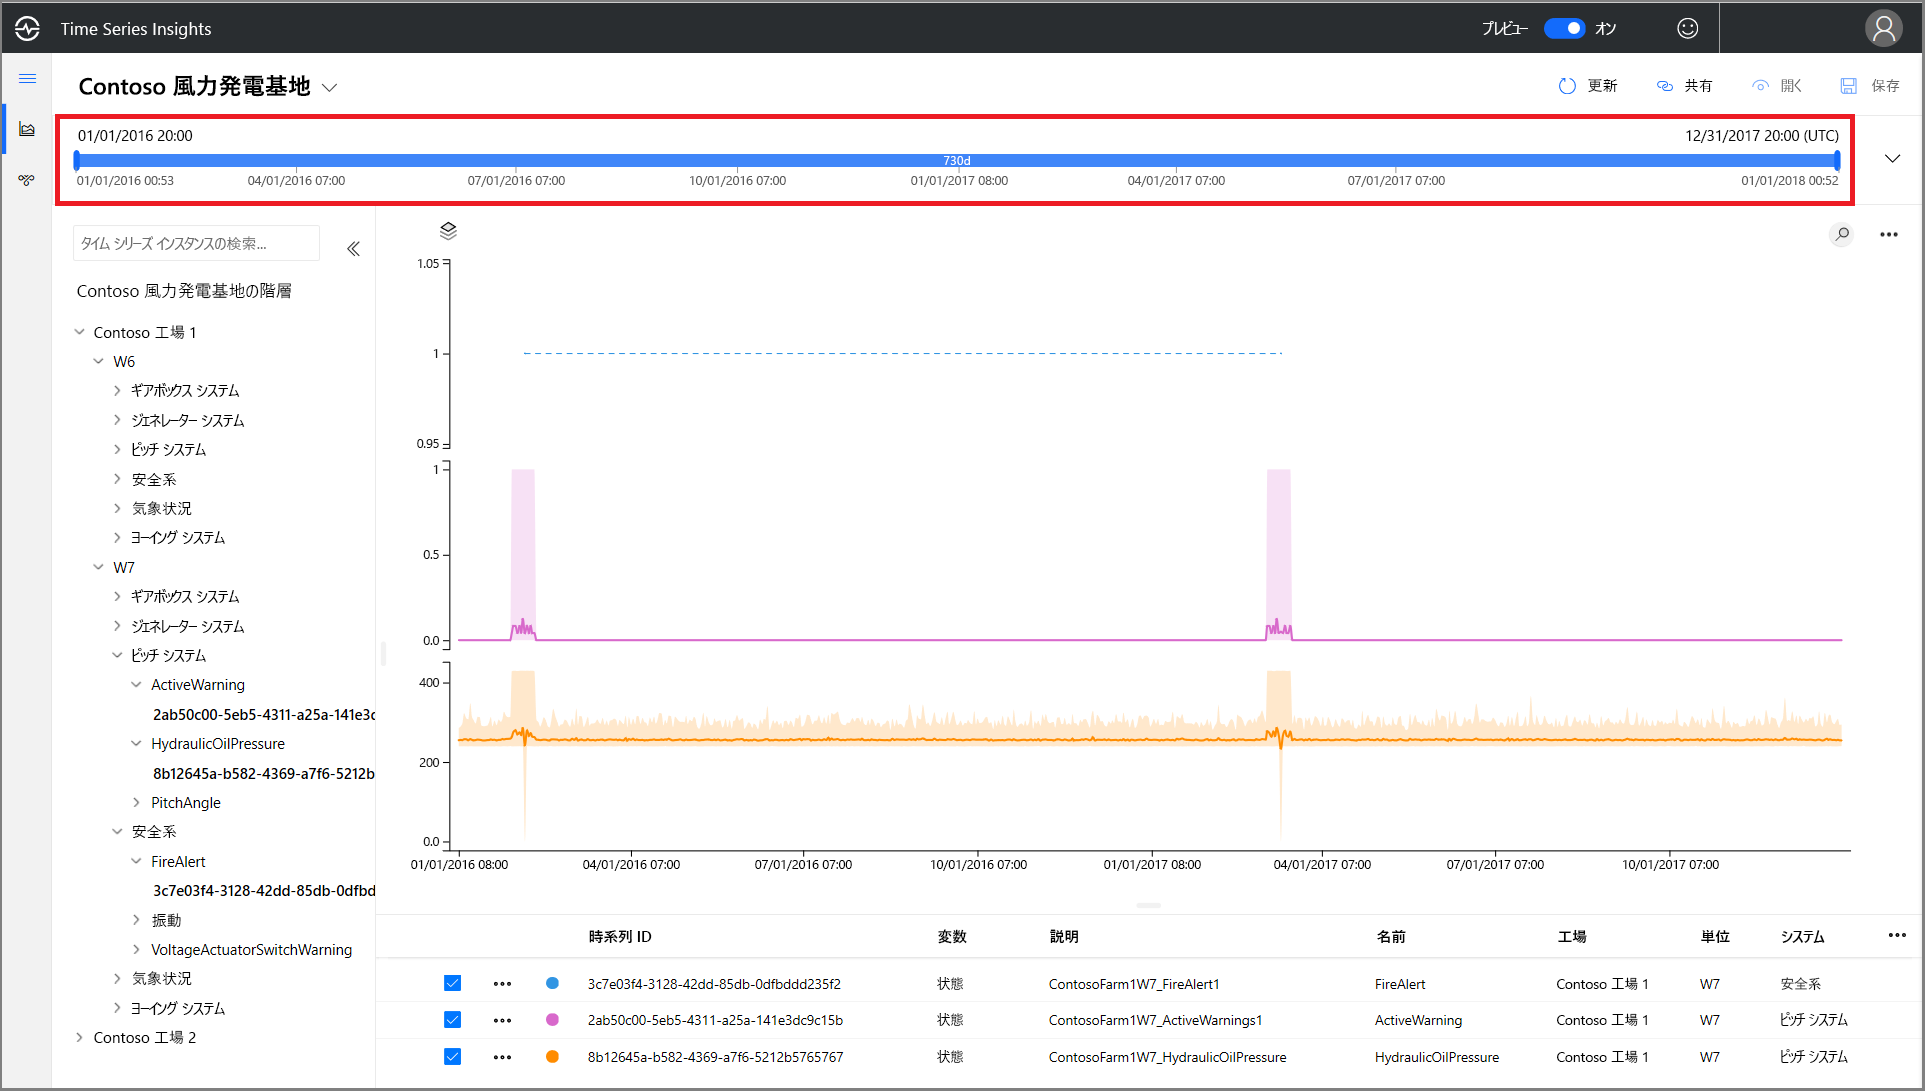 Time Series Insights
プレビュー オン
Contoso 風力発電基地
更新 共有 開く 保存
01/01/2016 20:00 12/31/2017 20:00 (UTC)
730d
01/01/2016 00:53 04/01/2016 07:00 07/01/2016 07:00 10/01/2016 07:00 01/01/2017 08:00 04/01/2017 07:00 07/01/2017 07:00 01/01/2018 00:52
タイム シリーズ インスタンスの検索...
Contoso 風力発電基地の階層
Contoso 工場 1
W6
ギアボックス システム
ジェネレーター システム
ピッチ システム
安全系
気象状況
ヨーイング システム
W7
ギアボックス システム
ジェネレーター システム
ピッチ システム
ActiveWarning
2ab50c00-5eb5-4311-a25a-141e3c
HydraulicOilPressure
8b12645a-b582-4369-a7f6-5212b
PitchAngle
安全系
FireAlert
3c7e03f4-3128-42dd-85db-0dfbd
振動
VoltageActuatorSwitchWarning
気象状況
ヨーイング システム
Contoso 工場 2
1.05
1
0.95
1
0.5
0.0
400
200
0.0
01/01/2016 08:00 04/01/2016 07:00 07/01/2016 07:00 10/01/2016 07:00 01/01/2017 08:00 04/01/2017 07:00 07/01/2017 07:00 10/01/2017 07:00
時系列 ID 変数 説明 名前 工場 単位 システム
3c7e03f4-3128-42dd-85db-0dfbddd235f2 状態 ContosoFarm1W7_FireAlert1 FireAlert Contoso 工場 1 W7 安全系
2ab50c00-5eb5-4311-a25a-141e3dc9c15b 状態 ContosoFarm1W7_ActiveWarnings1 ActiveWarning Contoso 工場 1 W7 ピッチ システム
8b12645a-b582-4369-a7f6-5212b5765767 状態 ContosoFarm1W7_HydraulicOilPressure HydraulicOilPressure Contoso 工場 1 W7 ピッチ システム